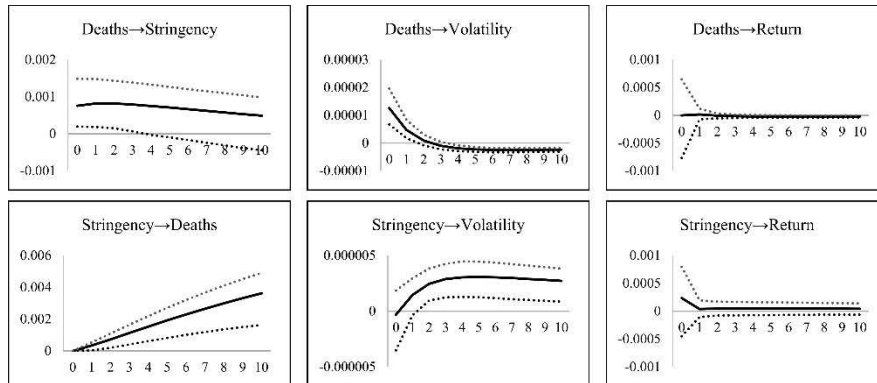 Deaths→Stringency
0.002
0.001
0
-0.001
0 1 2 3 4 5 6 7 8 9 10
Deaths→Volatility
0.00003
0.00002
0.00001
0
-0.00001
0 1 2 3 4 5 6 7 8 9 10
Deaths→Return
0.001
0.0005
0
-0.0005
-0.001
0 1 2 3 4 5 6 7 8 9 10
Stringency→Deaths
0.006
0.004
0.002
0
0 1 2 3 4 5 6 7 8 9 10
Stringency→Volatility
0.000005
0
-0.000005
0 1 2 3 4 5 6 7 8 9 10
Stringency→Return
0.001
0.0005
0
-0.0005
-0.001
0 1 2 3 4 5 6 7 8 9 10